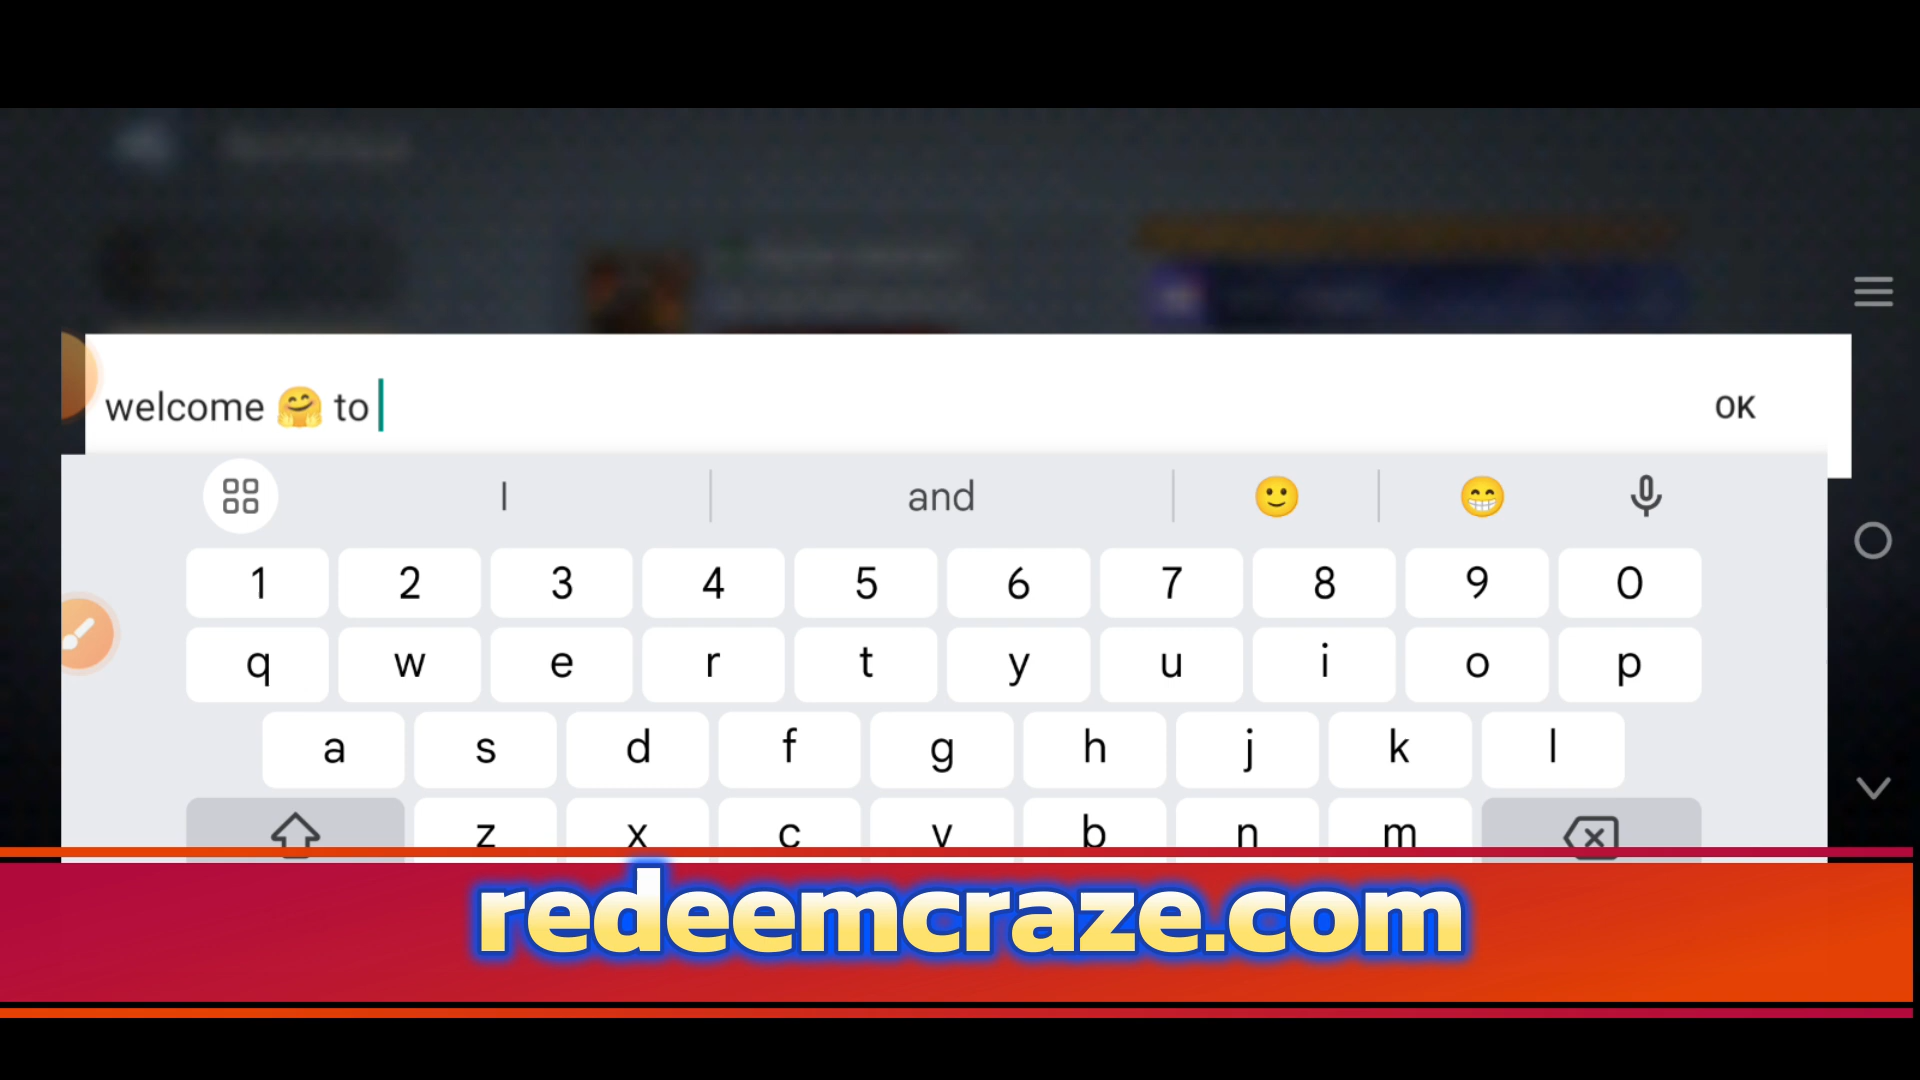 welcome 🤗 to
OK
I and 🙂 😁
1 2 3 4 5 6 7 8 9 0
q w e r t y u i o p
a s d f g h j k l
z x c v b n m
redeemcraze.com